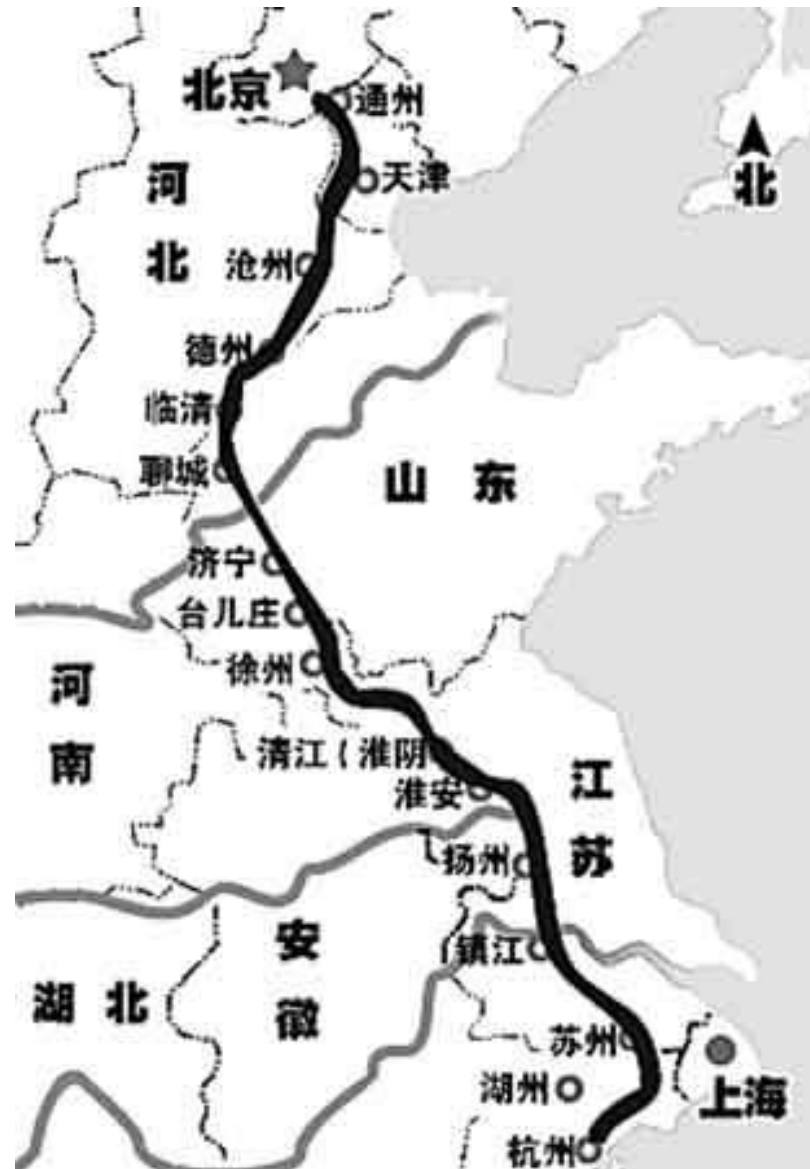 北京
通州
天津
北
河北
沧州
德州
临清
聊城
山东
济宁
台儿庄
徐州
河南
清江(淮阴
淮安
江苏
扬州
镇江
安徽
湖北
苏州
湖州
上海
杭州